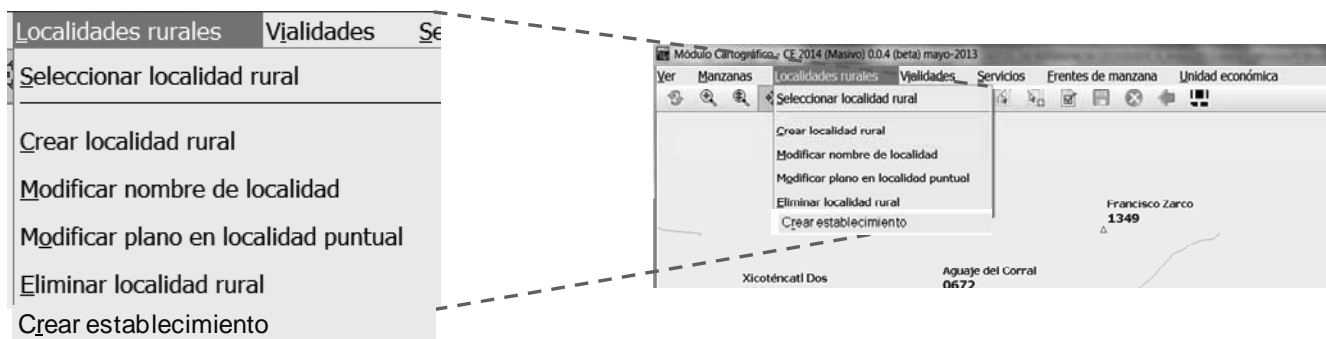 Localidades rurales Vialidades Se
Seleccionar localidad rural
Crear localidad rural
Modificar nombre de localidad
Modificar plano en localidad puntual
Eliminar localidad rural
Crear establecimiento
Módulo Cartográfico - CE 2014 (Masivo) 0.0.4 (beta) mayo-2013
Ver Manzanas Localidades rurales Vialidades Servicios Frentes de manzana Unidad económica
Seleccionar localidad rural
Crear localidad rural
Modificar nombre de localidad
Modificar plano en localidad puntual
Eliminar localidad rural
Crear establecimiento
Francisco Zarco
1349
Xicoténcatl Dos
Aguaje del Corral
0672